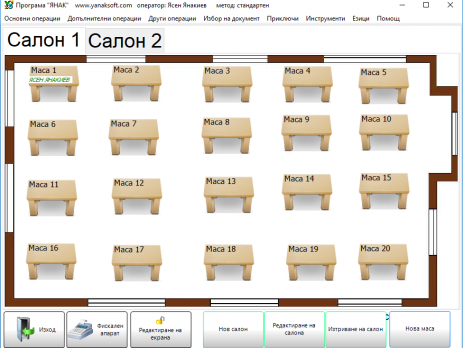 Програма "ЯНАК" www.yanaksoft.com оператор: Ясен Янакиев метод: стандартен
Основни операции Допълнителни операции Други операции Избор на документ Приключи Инструменти Езици Помощ
Салон 1 Салон 2
Маса 1 Маса 2 Маса 3 Маса 4 Маса 5
ЯСЕН ЯНАКИЕВ
Маса 6 Маса 7 Маса 8 Маса 9 Маса 10
Маса 11 Маса 12 Маса 13 Маса 14 Маса 15
Маса 16 Маса 17 Маса 18 Маса 19 Маса 20
Изход Фискален апарат Редактиране на екрана Нов салон Редактиране на салона Изтриване на салон Нова маса